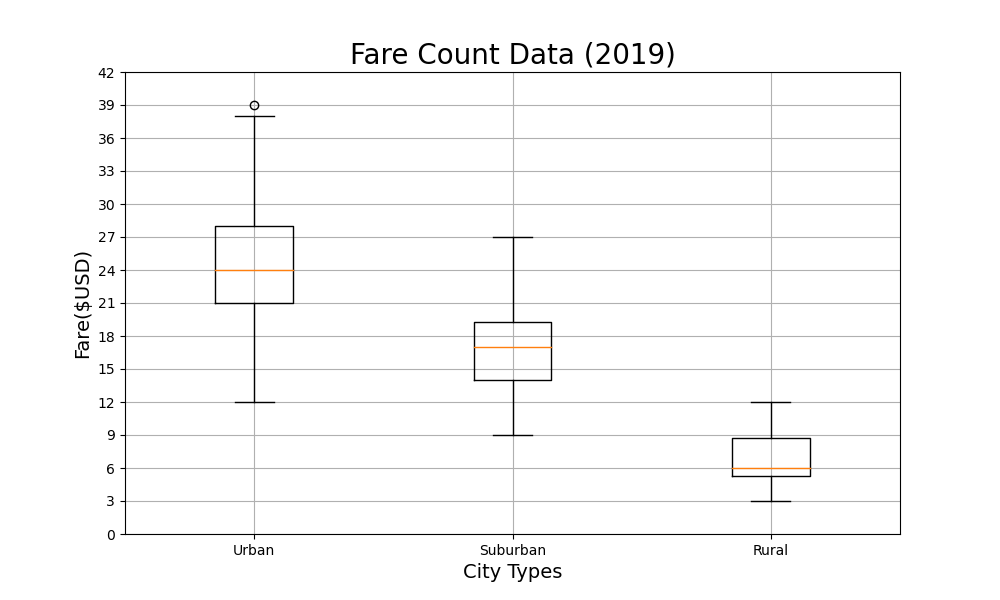 Fare Count Data (2019)
42
39
36
33
30
27
24
21
18
15
12
9
6
3
0
Fare($USD)
Urban
Suburban
Rural
City Types